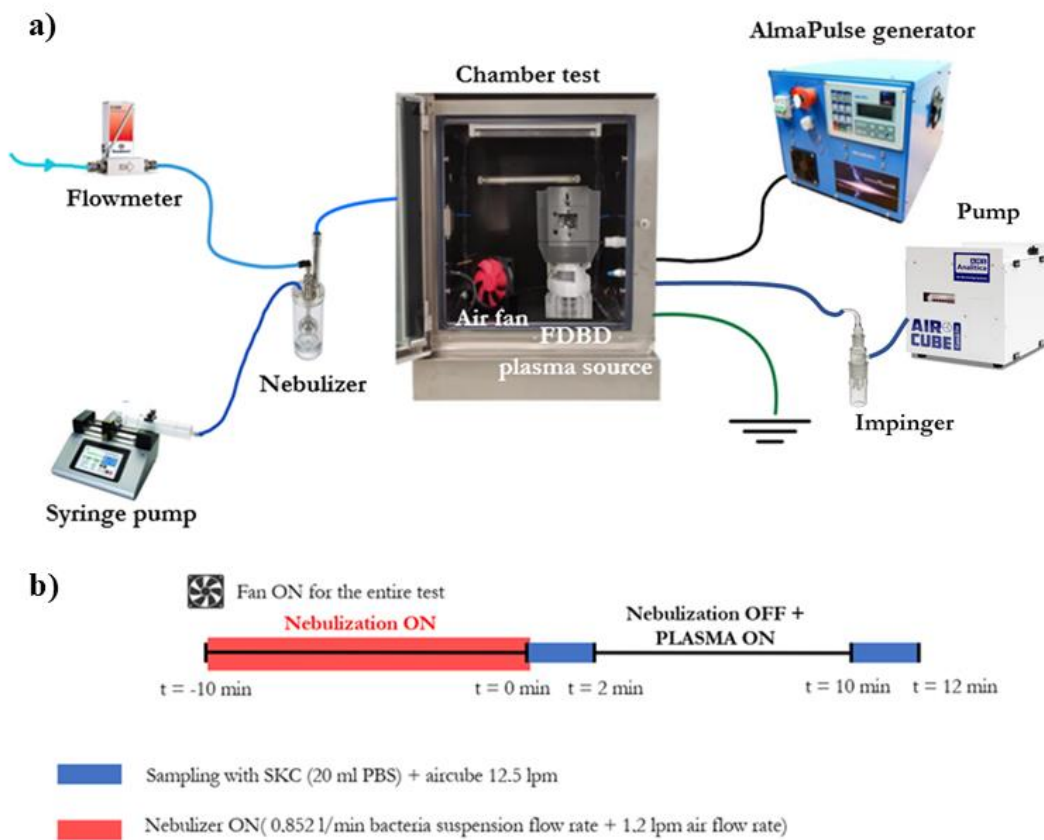 a)
AlmaPulse generator
Chamber test
Flowmeter
Pump
Analitica
AIR
CUBE
Air fan
FDBD
plasma source
Nebulizer
Impinger
Syringe pump
b)
Fan ON for the entire test
Nebulization ON
Nebulization OFF +
PLASMA ON
t = -10 min
t = 0 min
t = 2 min
t = 10 min
t = 12 min
Sampling with SKC (20 ml PBS) + aircube 12.5 lpm
Nebulizer ON( 0.852 l/min bacteria suspension flow rate + 1.2 lpm air flow rate)